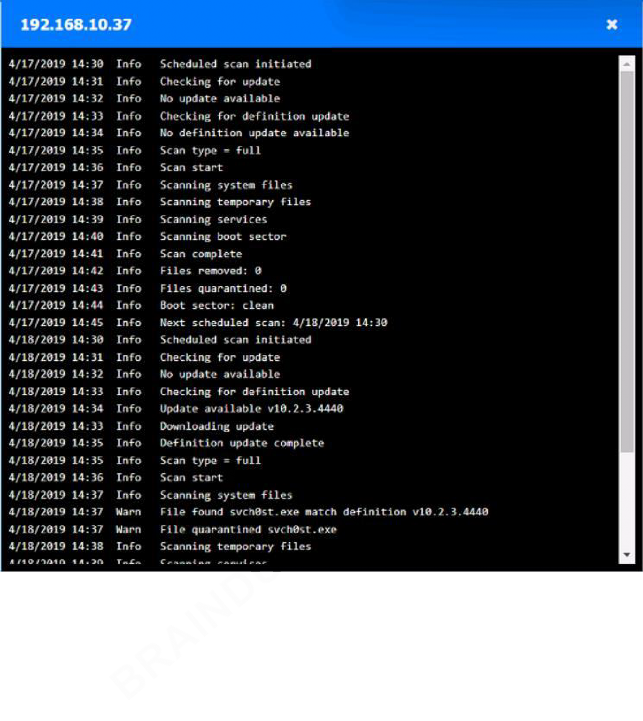 192.168.10.37 ✖
4/17/2019 14:30 Info Scheduled scan initiated
4/17/2019 14:31 Info Checking for update
4/17/2019 14:32 Info No update available
4/17/2019 14:33 Info Checking for definition update
4/17/2019 14:34 Info No definition update available
4/17/2019 14:35 Info Scan type = full
4/17/2019 14:36 Info Scan start
4/17/2019 14:37 Info Scanning system files
4/17/2019 14:38 Info Scanning temporary files
4/17/2019 14:39 Info Scanning services
4/17/2019 14:40 Info Scanning boot sector
4/17/2019 14:41 Info Scan complete
4/17/2019 14:42 Info Files removed: 0
4/17/2019 14:43 Info Files quarantined: 0
4/17/2019 14:44 Info Boot sector: clean
4/17/2019 14:45 Info Next scheduled scan: 4/18/2019 14:30
4/18/2019 14:30 Info Scheduled scan initiated
4/18/2019 14:31 Info Checking for update
4/18/2019 14:32 Info No update available
4/18/2019 14:33 Info Checking for definition update
4/18/2019 14:34 Info Update available v10.2.3.4440
4/18/2019 14:33 Info Downloading update
4/18/2019 14:35 Info Definition update complete
4/18/2019 14:35 Info Scan type = full
4/18/2019 14:36 Info Scan start
4/18/2019 14:37 Info Scanning system files
4/18/2019 14:37 Warn File found svch0st.exe match definition v10.2.3.4440
4/18/2019 14:37 Warn File quarantined svch0st.exe
4/18/2019 14:38 Info Scanning temporary files
4/18/2019 14:39 Info Scanning services